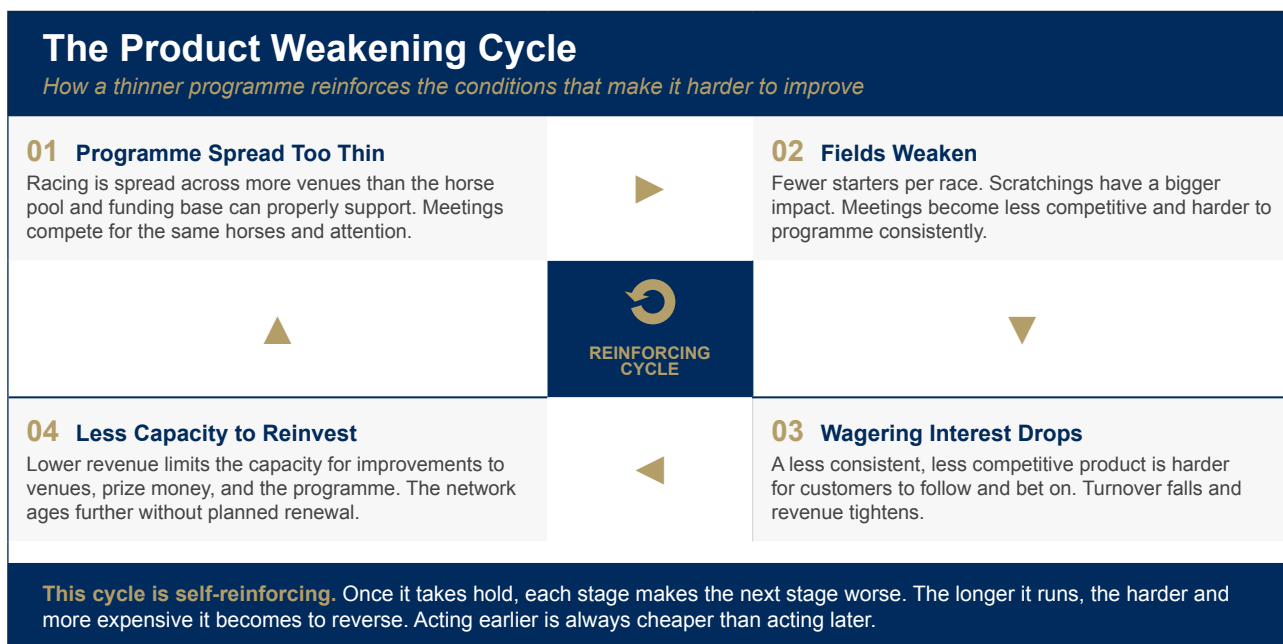 The Product Weakening Cycle
How a thinner programme reinforces the conditions that make it harder to improve
01 Programme Spread Too Thin
Racing is spread across more venues than the horse
pool and funding base can properly support. Meetings
compete for the same horses and attention.
02 Fields Weaken
Fewer starters per race. Scratchings have a bigger
impact. Meetings become less competitive and harder to
programme consistently.
REINFORCING
CYCLE
03 Wagering Interest Drops
A less consistent, less competitive product is harder
for customers to follow and bet on. Turnover falls and
revenue tightens.
04 Less Capacity to Reinvest
Lower revenue limits the capacity for improvements to
venues, prize money, and the programme. The network
ages further without planned renewal.
This cycle is self-reinforcing. Once it takes hold, each stage makes the next stage worse. The longer it runs, the harder and
more expensive it becomes to reverse. Acting earlier is always cheaper than acting later.